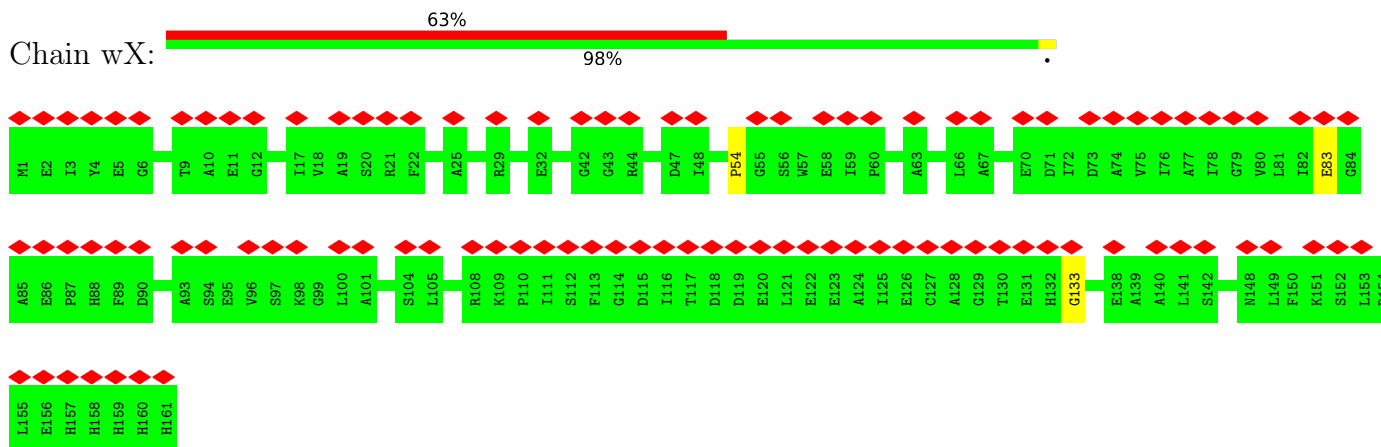 63%
Chain wX:
98%
.
M1 E2 I3 Y4 E5 G6 T9 A10 E11 G12 I17 V18 A19 S20 R21 F22 A25 R29 E32 G42 G43 R44 D47 I48 P54 G55 S56 W57 E58 I59 P60 A63 L66 A67 E70 D71 I72 D73 A74 V75 I76 A77 I78 G79 V80 L81 I82 E83 G84
A85 E86 P87 H88 F89 D90 A93 S94 E95 V96 S97 K98 G99 L100 A101 S104 L105 R108 K109 P110 I111 S112 F113 G114 D115 I116 T117 D118 D119 E120 L121 E122 E123 A124 I125 E126 C127 A128 G129 T130 E131 H132 G133 E138 A139 A140 L141 S142 N148 L149 F150 K151 S152 L153
L155 E156 H157 H158 H159 H160 H161